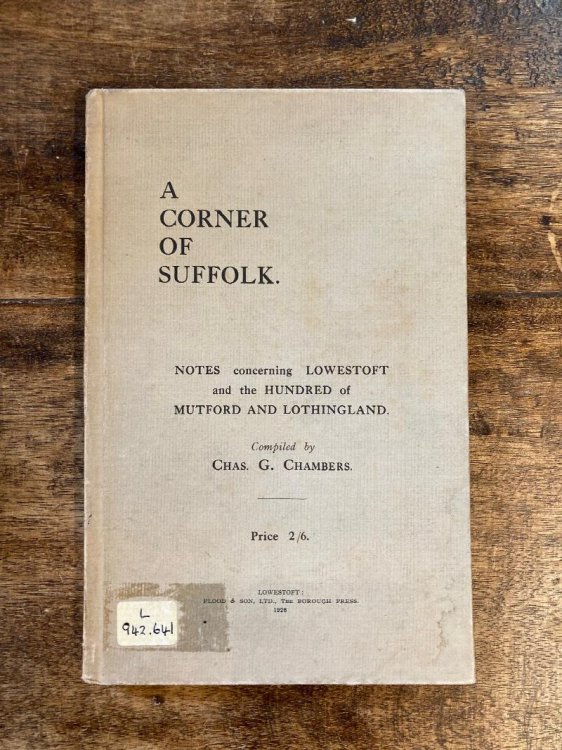 A
CORNER
OF
SUFFOLK.
NOTES concerning LOWESTOFT
and the HUNDRED of
MUTFORD AND LOTHINGLAND.
Compiled by
CHAS. G. CHAMBERS.
Price 2/6.
LOWESTOFT:
FLOOD & SON, LTD., THE BOROUGH PRESS.
1926
L
942.641